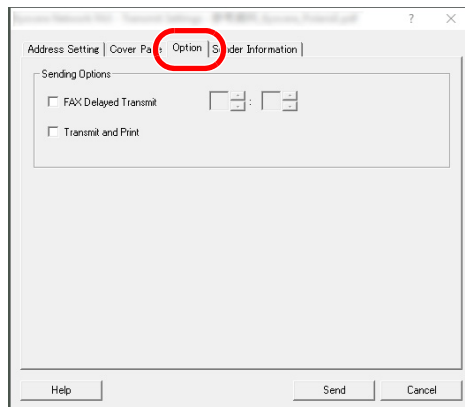 Address Setting Cover Page Option Sender Information
Sending Options
FAX Delayed Transmit :
Transmit and Print
Help Send Cancel